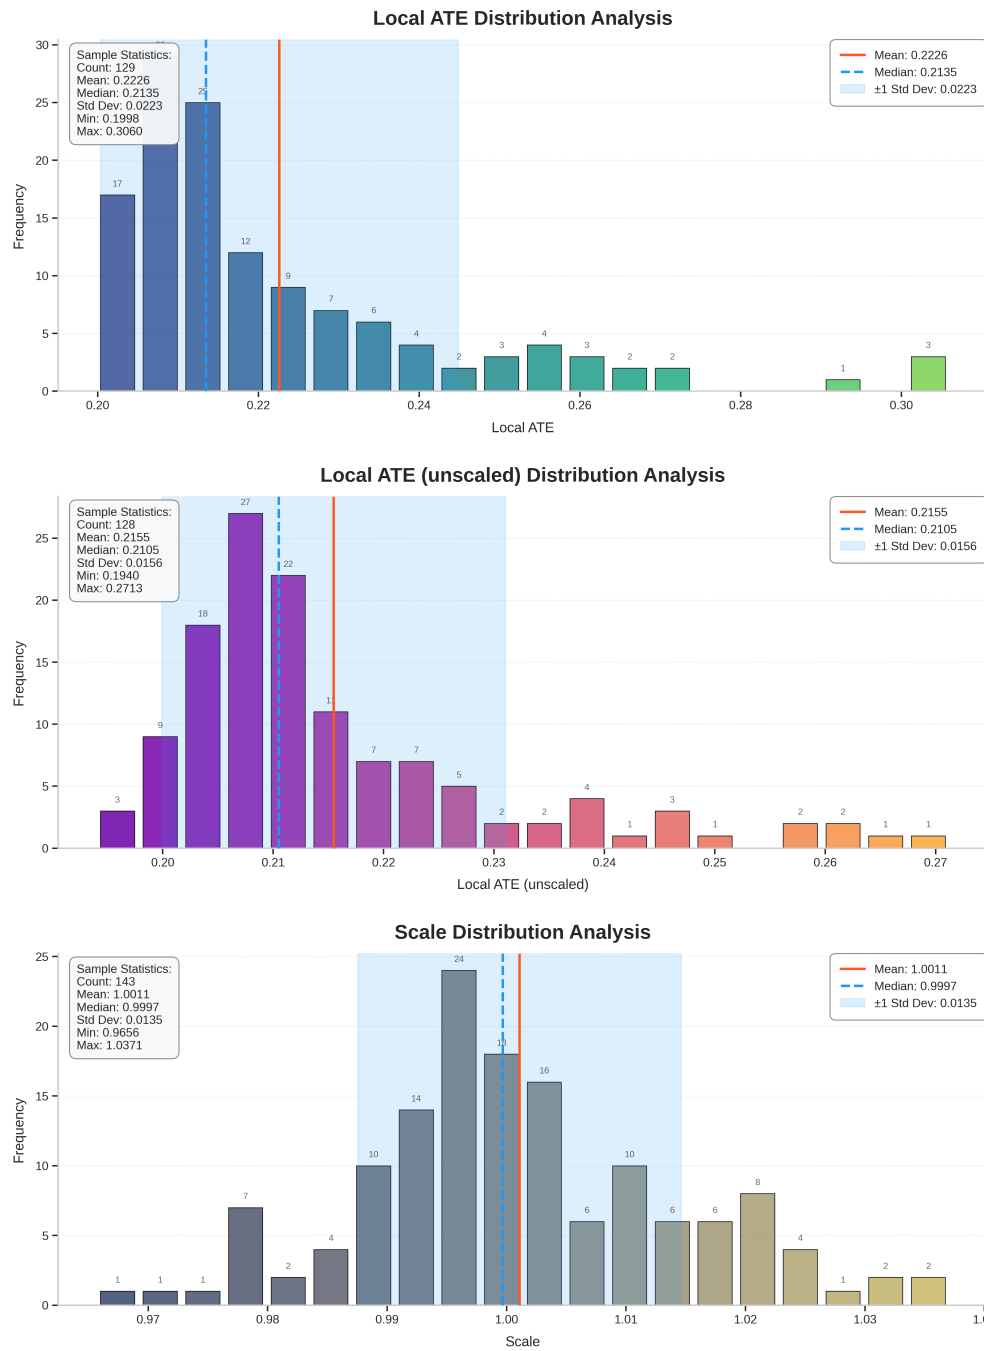 Local ATE Distribution Analysis
Sample Statistics:
Count: 129
Mean: 0.2226
Median: 0.2135
Std Dev: 0.0223
Min: 0.1998
Max: 0.3060
Mean: 0.2226
Median: 0.2135
±1 Std Dev: 0.0223
Frequency
30
25
20
15
10
5
0
17
25
12
9
7
6
4
2
3
4
3
2
2
1
3
0.20
0.22
0.24
0.26
0.28
0.30
Local ATE
Local ATE (unscaled) Distribution Analysis
Sample Statistics:
Count: 128
Mean: 0.2155
Median: 0.2105
Std Dev: 0.0156
Min: 0.1940
Max: 0.2713
Mean: 0.2155
Median: 0.2105
±1 Std Dev: 0.0156
Frequency
25
20
15
10
5
0
3
9
18
27
22
11
7
7
5
2
2
4
1
3
1
2
2
1
1
0.20
0.21
0.22
0.23
0.24
0.25
0.26
0.27
Local ATE (unscaled)
Scale Distribution Analysis
Sample Statistics:
Count: 143
Mean: 1.0011
Median: 0.9997
Std Dev: 0.0135
Min: 0.9656
Max: 1.0371
Mean: 1.0011
Median: 0.9997
±1 Std Dev: 0.0135
Frequency
25
20
15
10
5
0
1
1
1
7
2
4
10
14
24
18
16
6
10
6
6
8
4
1
2
2
0.97
0.98
0.99
1.00
1.01
1.02
1.03
Scale